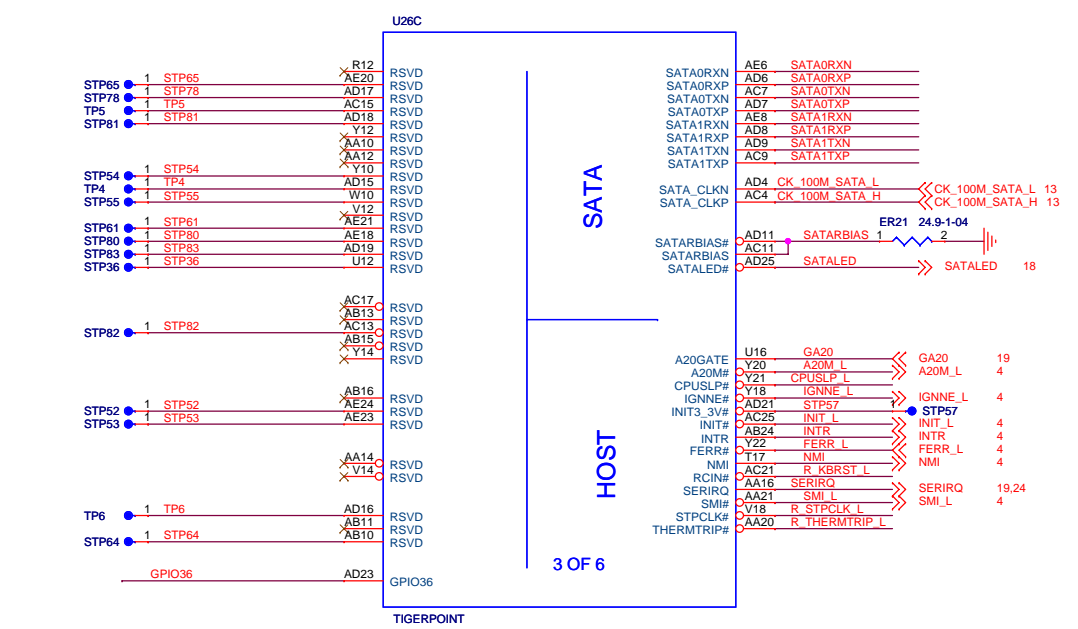 U26C
R12 RSVD
STP65 1 STP65 AE20 RSVD
STP78 1 STP78 AD17 RSVD
TP5 1 TP5 AC15 RSVD
STP81 1 STP81 AD18 RSVD
Y12 RSVD
AA10 RSVD
AA12 RSVD
STP54 1 STP54 Y10 RSVD
TP4 1 TP4 AD15 RSVD
STP55 1 STP55 W10 RSVD
V12 RSVD
STP61 1 STP61 AE21 RSVD
STP80 1 STP80 AE18 RSVD
STP83 1 STP83 AD19 RSVD
STP36 1 STP36 U12 RSVD
AC17 RSVD
AB13 RSVD
STP82 1 STP82 AC13 RSVD
AB15 RSVD
Y14 RSVD
AB16 RSVD
STP52 1 STP52 AE24 RSVD
STP53 1 STP53 AE23 RSVD
AA14 RSVD
V14 RSVD
TP6 1 TP6 AD16 RSVD
AB11 RSVD
STP64 1 STP64 AB10 RSVD
GPIO36 AD23 GPIO36
SATA
HOST
3 OF 6
SATA0RXN AE6 SATA0RXN
SATA0RXP AD6 SATA0RXP
SATA0TXN AC7 SATA0TXN
SATA0TXP AD7 SATA0TXP
SATA1RXN AE8 SATA1RXN
SATA1RXP AD8 SATA1RXP
SATA1TXN AD9 SATA1TXN
SATA1TXP AC9 SATA1TXP
SATA_CLKN AD4 CK_100M_SATA_L CK_100M_SATA_L 13
SATA_CLKP AC4 CK_100M_SATA_H CK_100M_SATA_H 13
ER21 24.9-1-04
SATARBIAS# AD11 SATARBIAS 1 2
SATARBIAS AC11
SATALED# AD25 SATALED SATALED 18
A20GATE U16 GA20 GA20 19
A20M# Y20 A20M_L A20M_L 4
CPUSLP# Y21 CPUSLP_L
IGNNE# Y18 IGNNE_L IGNNE_L 4
INIT3_3V# AD21 STP57 1 STP57
INIT# AC25 INIT_L INIT_L 4
INTR AB24 INTR INTR 4
FERR# Y22 FERR_L FERR_L 4
NMI T17 NMI NMI 4
RCIN# AC21 R_KBRST_L
SERIRQ AA16 SERIRQ SERIRQ 19,24
SMI# AA21 SMI_L SMI_L 4
STPCLK# V18 R_STPCLK_L
THERMTRIP# AA20 R_THERMTRIP_L
TIGERPOINT